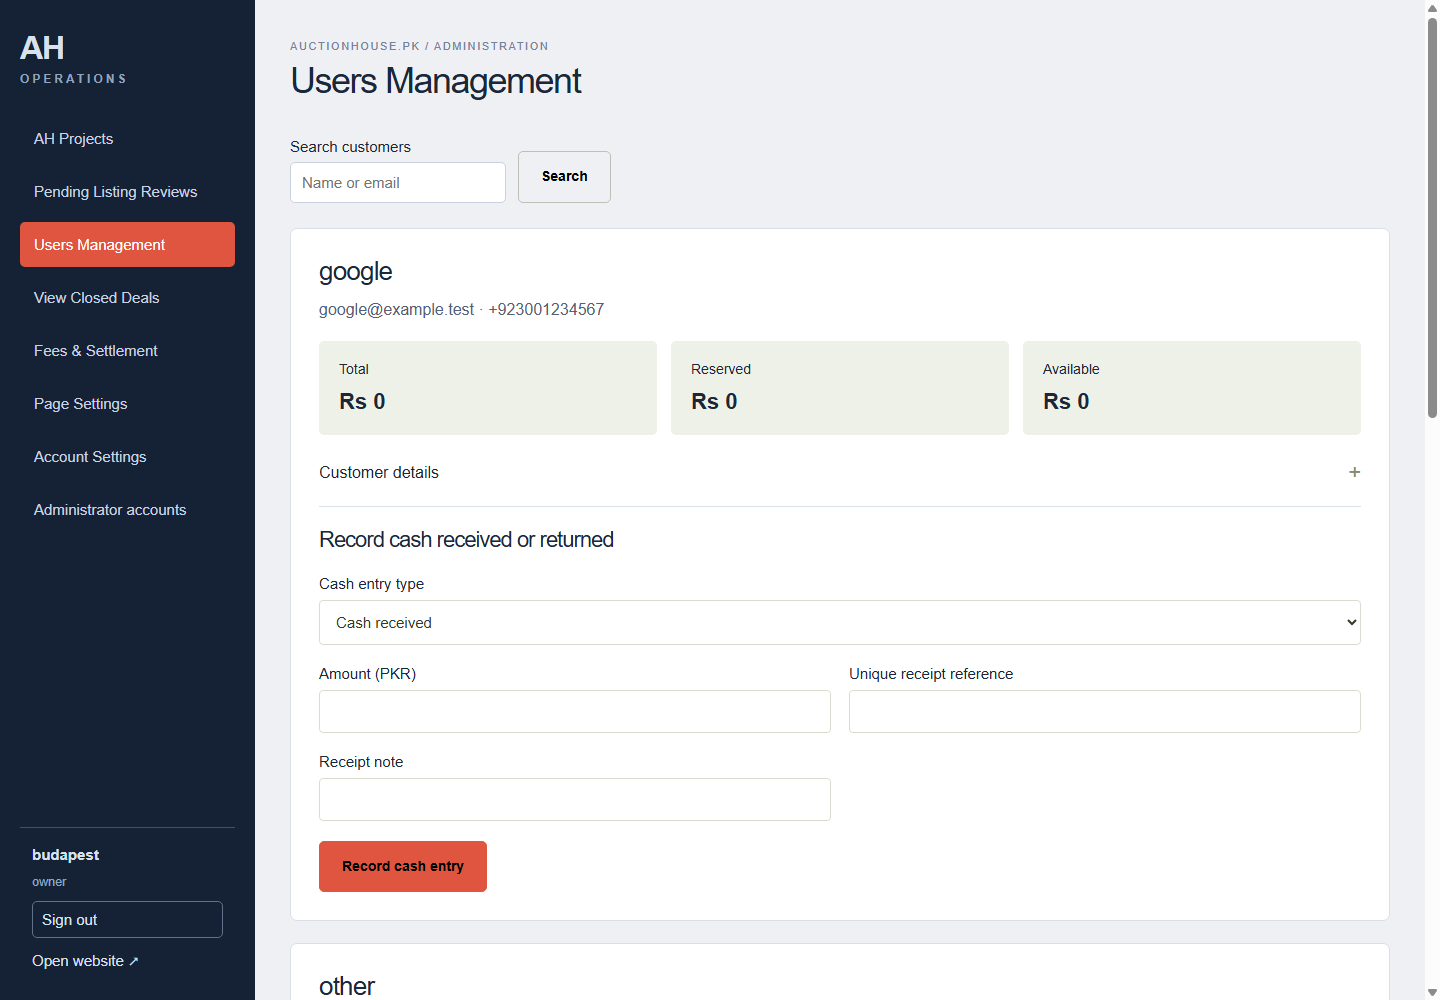 AH
OPERATIONS
AH Projects
Pending Listing Reviews
Users Management
View Closed Deals
Fees & Settlement
Page Settings
Account Settings
Administrator accounts
budapest
owner
Sign out
Open website ↗
AUCTIONHOUSE.PK / ADMINISTRATION
Users Management
Search customers
Name or email
Search
google
google@example.test · +923001234567
Total
Rs 0
Reserved
Rs 0
Available
Rs 0
Customer details +
Record cash received or returned
Cash entry type
Cash received
Amount (PKR)
Unique receipt reference
Receipt note
Record cash entry
other